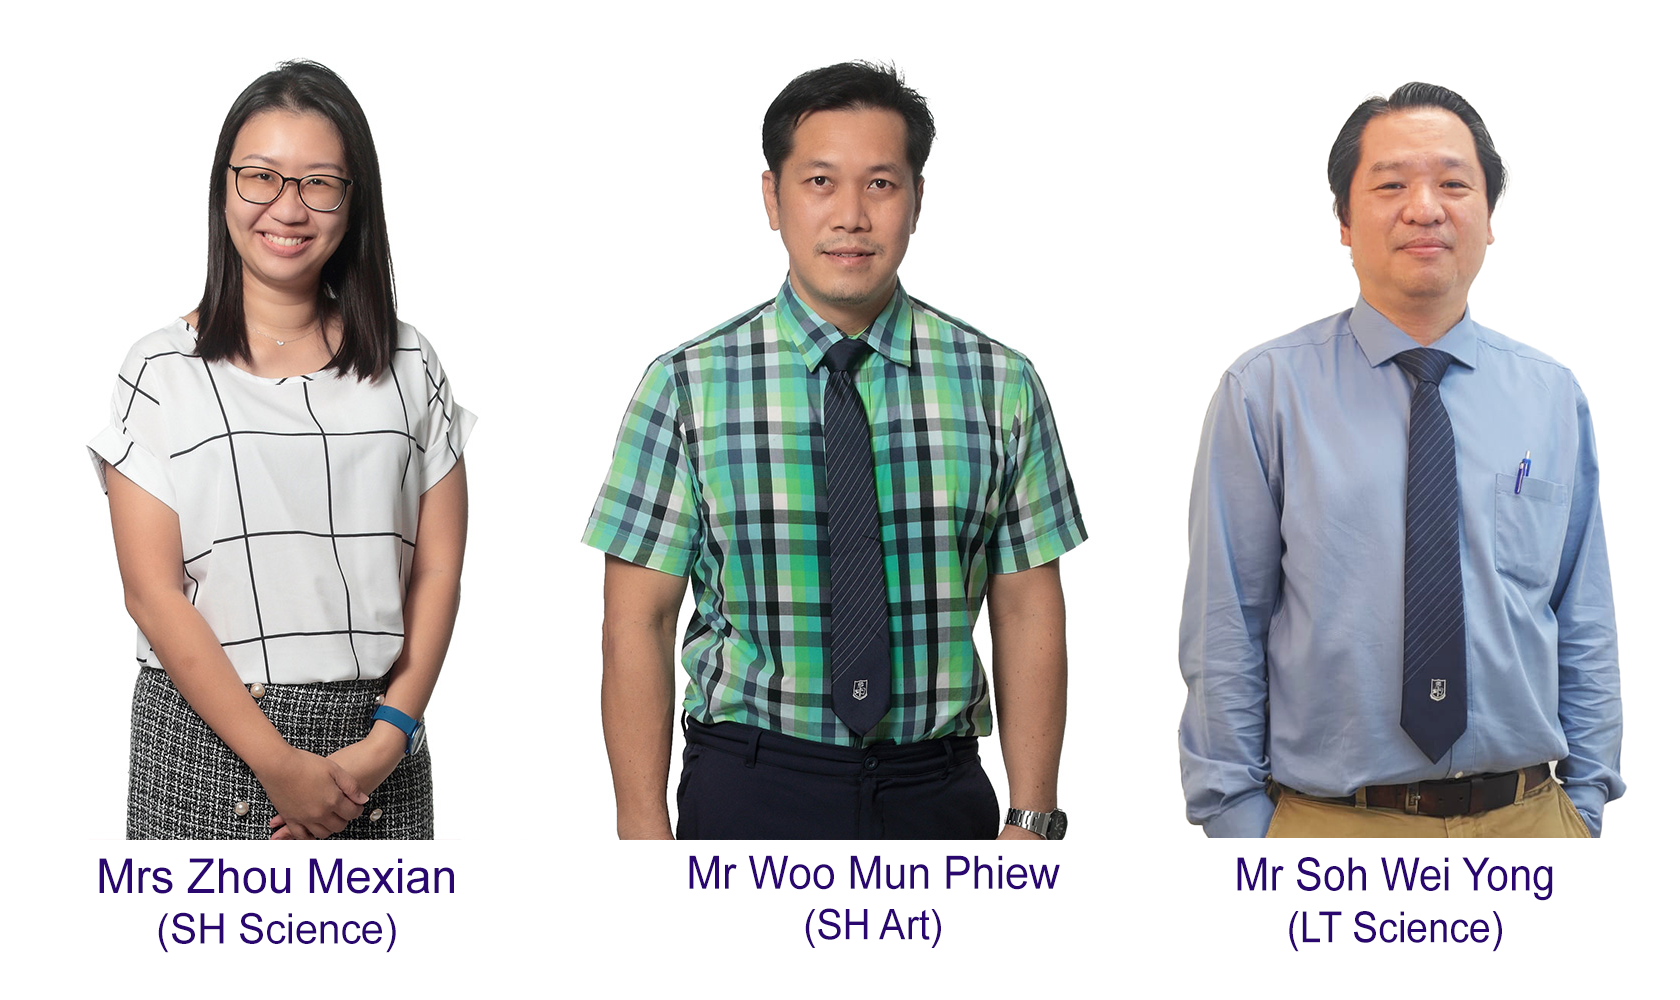 Mrs Zhou Mexian
(SH Science)
Mr Woo Mun Phiew
(SH Art)
Mr Soh Wei Yong
(LT Science)